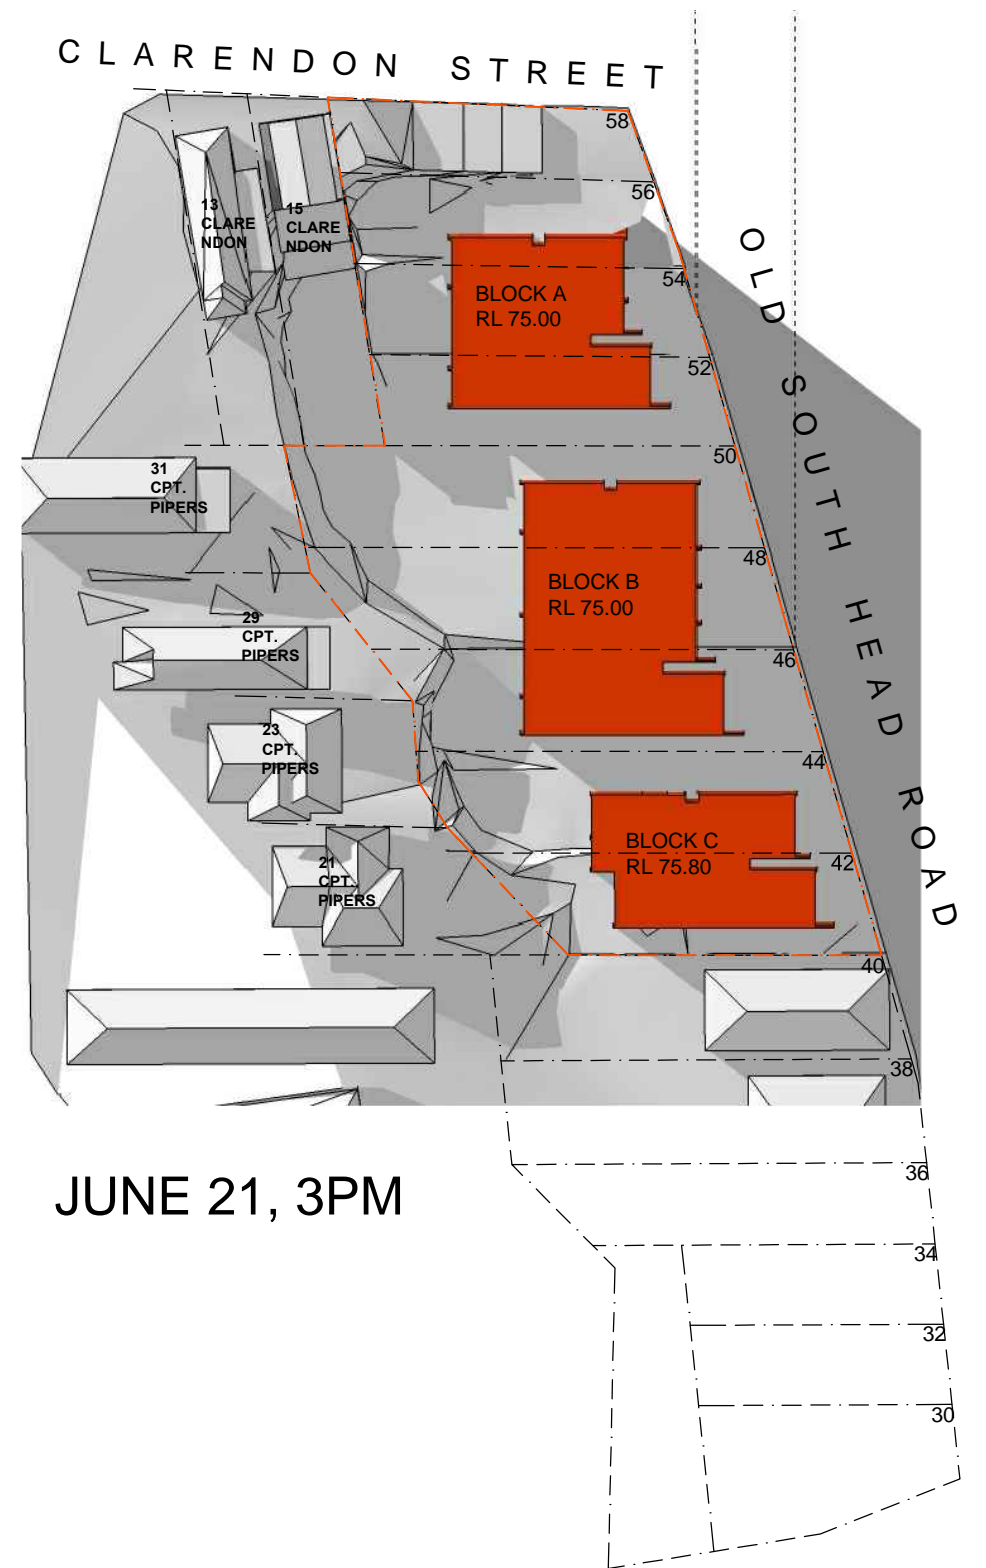 CLARENDON STREET
58
56
13
CLARE
NDON
15
CLARE
NDON
OLD SOUTH HEAD ROAD
54
BLOCK A
RL 75.00
52
50
31
CPT.
PIPERS
48
BLOCK B
RL 75.00
29
CPT.
PIPERS
46
23
CPT.
PIPERS
44
BLOCK C
RL 75.80
42
21
CPT.
PIPERS
40
38
JUNE 21, 3PM
36
34
32
30